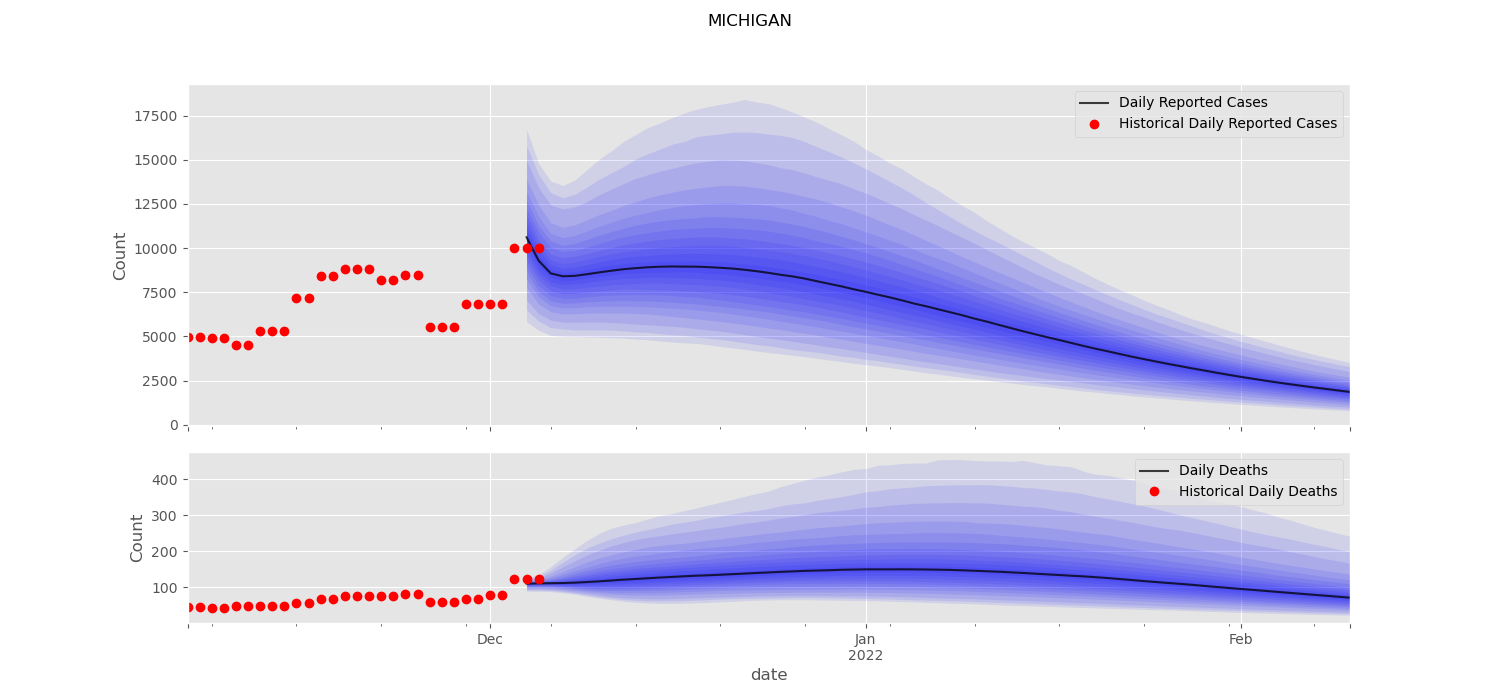 MICHIGAN
Daily Reported Cases
Historical Daily Reported Cases
17500
15000
12500
10000
7500
5000
2500
0
Count
Daily Deaths
Historical Daily Deaths
400
300
200
100
Count
Dec
Jan
2022
Feb
date